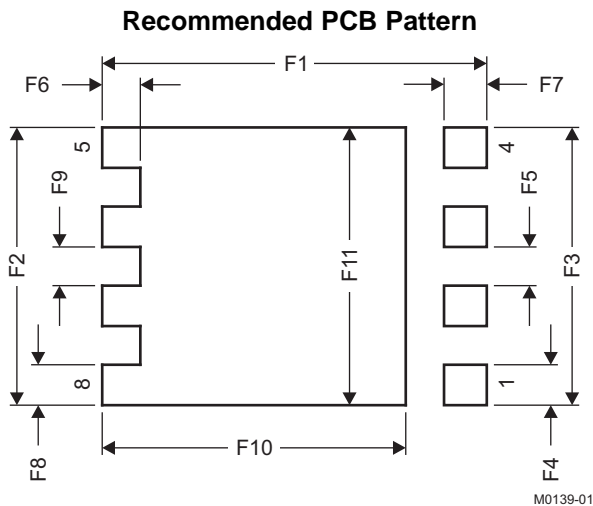 Recommended PCB Pattern
F1
F6
F7
5
4
F9
F5
F2
F11
F3
8
1
F10
F8
F4
M0139-01